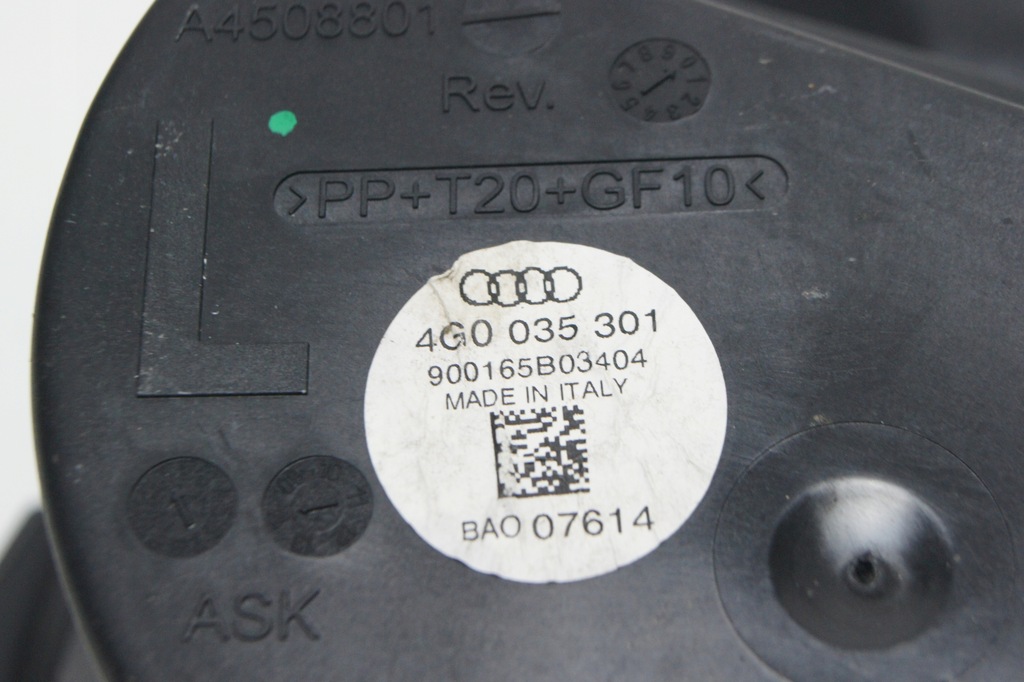 A4508801
Rev.
>PP+T20+GF10<
L
4G0 035 301
900165B03404
MADE IN ITALY
BAO 07614
ASK